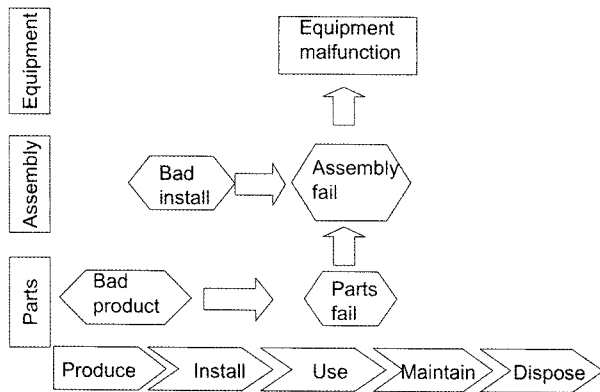 Equipment
Equipment
malfunction
Assembly
Bad
install
Assembly
fail
Parts
Bad
product
Parts
fail
Produce
Install
Use
Maintain
Dispose